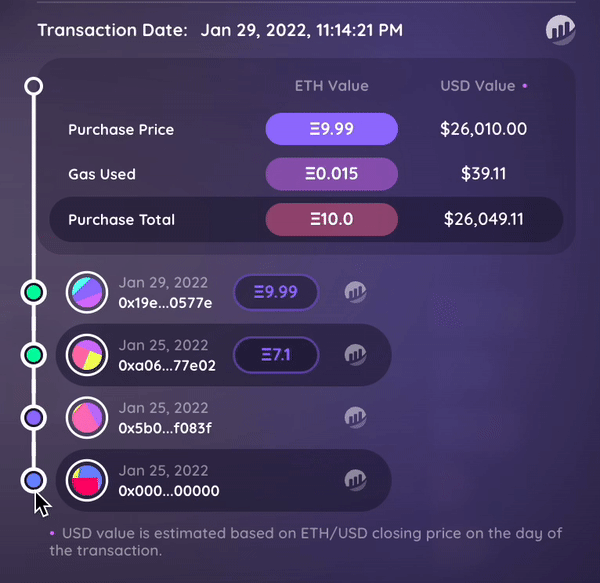 Transaction Date: Jan 29, 2022, 11:14:21 PM
ETH Value USD Value •
Purchase Price Ξ9.99 $26,010.00
Gas Used Ξ0.015 $39.11
Purchase Total Ξ10.0 $26,049.11
Jan 29, 2022
0x19e...0577e Ξ9.99
Jan 25, 2022
0xa06...77e02 Ξ7.1
Jan 25, 2022
0x5b0...f083f
Jan 25, 2022
0x000...00000
• USD value is estimated based on ETH/USD closing price on the day of
the transaction.